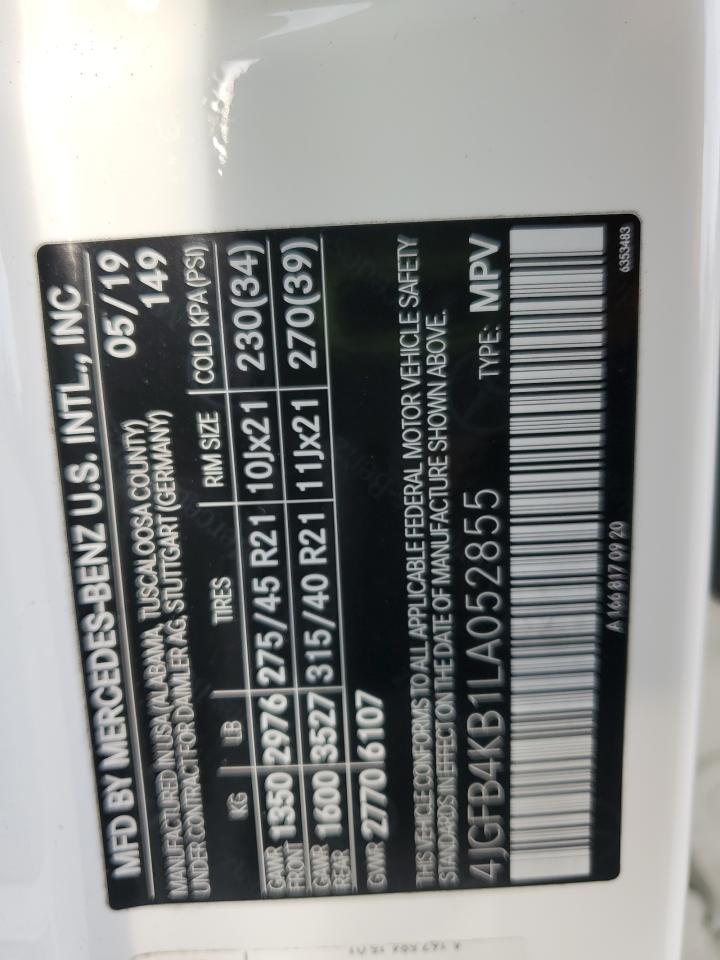 MFD BY MERCEDES-BENZ U.S. INTL., INC
05/19
MANUFACTURED IN USA (ALABAMA, TUSCALOOSA COUNTY) 149
UNDER CONTRACT FOR DAIMLER AG, STUTTGART (GERMANY)
KG LB TIRES RIM SIZE COLD KPA (PSI)
GAWR FRONT 1350 2976 275/45 R21 10Jx21 230(34)
GAWR REAR 1600 3527 315/40 R21 11Jx21 270(39)
GVWR 2770 6107
THIS VEHICLE CONFORMS TO ALL APPLICABLE FEDERAL MOTOR VEHICLE SAFETY
STANDARDS IN EFFECT ON THE DATE OF MANUFACTURE SHOWN ABOVE.
4JGFB4KB1LA052855 TYPE: MPV
A 166 817 09 20 6353483